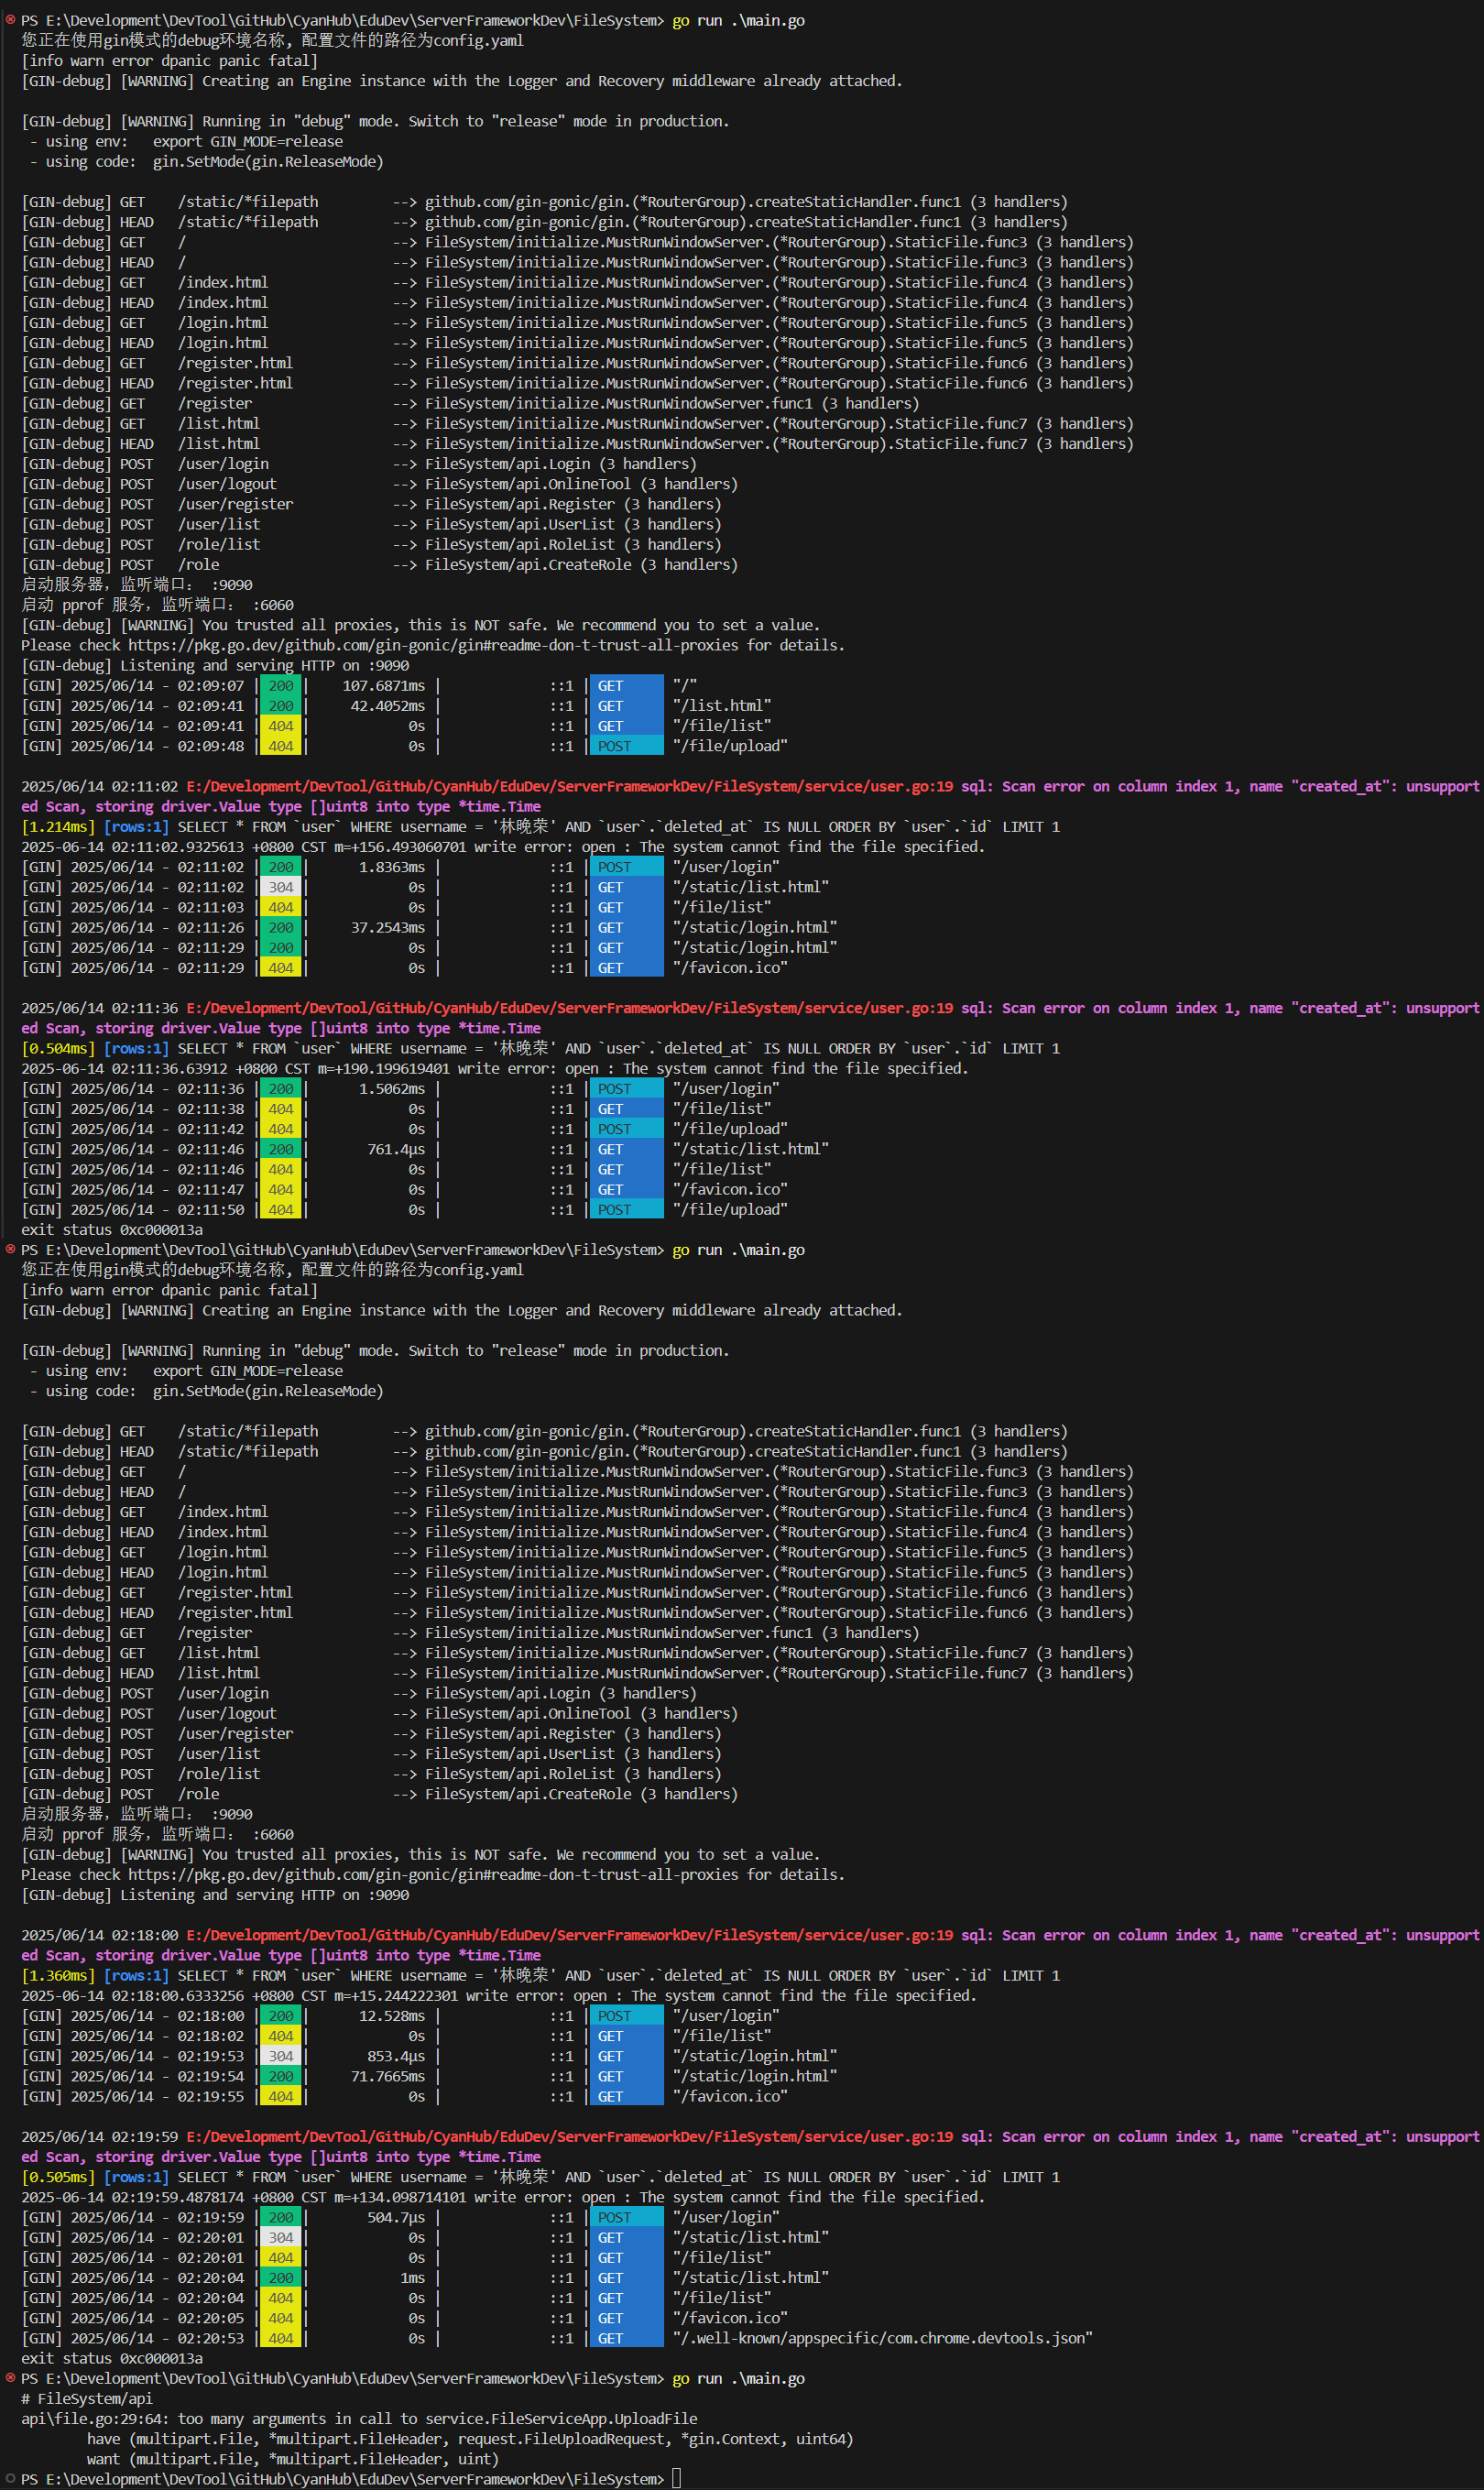 PS E:\Development\DevTool\GitHub\CyanHub\EduDev\ServerFrameworkDev\FileSystem> go run .\main.go
您正在使用gin模式的debug环境名称, 配置文件的路径为config.yaml
[info warn error dpanic panic fatal]
[GIN-debug] [WARNING] Creating an Engine instance with the Logger and Recovery middleware already attached.
[GIN-debug] [WARNING] Running in "debug" mode. Switch to "release" mode in production.
 - using env:   export GIN_MODE=release
 - using code:  gin.SetMode(gin.ReleaseMode)
[GIN-debug] GET    /static/*filepath         --> github.com/gin-gonic/gin.(*RouterGroup).createStaticHandler.func1 (3 handlers)
[GIN-debug] HEAD   /static/*filepath         --> github.com/gin-gonic/gin.(*RouterGroup).createStaticHandler.func1 (3 handlers)
[GIN-debug] GET    /                         --> FileSystem/initialize.MustRunWindowServer.(*RouterGroup).StaticFile.func3 (3 handlers)
[GIN-debug] HEAD   /                         --> FileSystem/initialize.MustRunWindowServer.(*RouterGroup).StaticFile.func3 (3 handlers)
[GIN-debug] GET    /index.html               --> FileSystem/initialize.MustRunWindowServer.(*RouterGroup).StaticFile.func4 (3 handlers)
[GIN-debug] HEAD   /index.html               --> FileSystem/initialize.MustRunWindowServer.(*RouterGroup).StaticFile.func4 (3 handlers)
[GIN-debug] GET    /login.html               --> FileSystem/initialize.MustRunWindowServer.(*RouterGroup).StaticFile.func5 (3 handlers)
[GIN-debug] HEAD   /login.html               --> FileSystem/initialize.MustRunWindowServer.(*RouterGroup).StaticFile.func5 (3 handlers)
[GIN-debug] GET    /register.html            --> FileSystem/initialize.MustRunWindowServer.(*RouterGroup).StaticFile.func6 (3 handlers)
[GIN-debug] HEAD   /register.html            --> FileSystem/initialize.MustRunWindowServer.(*RouterGroup).StaticFile.func6 (3 handlers)
[GIN-debug] GET    /register                 --> FileSystem/initialize.MustRunWindowServer.func1 (3 handlers)
[GIN-debug] GET    /list.html                --> FileSystem/initialize.MustRunWindowServer.(*RouterGroup).StaticFile.func7 (3 handlers)
[GIN-debug] HEAD   /list.html                --> FileSystem/initialize.MustRunWindowServer.(*RouterGroup).StaticFile.func7 (3 handlers)
[GIN-debug] POST   /user/login               --> FileSystem/api.Login (3 handlers)
[GIN-debug] POST   /user/logout              --> FileSystem/api.OnlineTool (3 handlers)
[GIN-debug] POST   /user/register            --> FileSystem/api.Register (3 handlers)
[GIN-debug] POST   /user/list                --> FileSystem/api.UserList (3 handlers)
[GIN-debug] POST   /role/list                --> FileSystem/api.RoleList (3 handlers)
[GIN-debug] POST   /role                     --> FileSystem/api.CreateRole (3 handlers)
启动服务器，监听端口： :9090
启动 pprof 服务，监听端口： :6060
[GIN-debug] [WARNING] You trusted all proxies, this is NOT safe. We recommend you to set a value.
Please check https://pkg.go.dev/github.com/gin-gonic/gin#readme-don-t-trust-all-proxies for details.
[GIN-debug] Listening and serving HTTP on :9090
[GIN] 2025/06/14 - 02:09:07 | 200 |    107.6871ms |             ::1 | GET      "/"
[GIN] 2025/06/14 - 02:09:41 | 200 |     42.4052ms |             ::1 | GET      "/list.html"
[GIN] 2025/06/14 - 02:09:41 | 404 |            0s |             ::1 | GET      "/file/list"
[GIN] 2025/06/14 - 02:09:48 | 404 |            0s |             ::1 | POST     "/file/upload"
2025/06/14 02:11:02 E:/Development/DevTool/GitHub/CyanHub/EduDev/ServerFrameworkDev/FileSystem/service/user.go:19 sql: Scan error on column index 1, name "created_at": unsupport
ed Scan, storing driver.Value type []uint8 into type *time.Time
[1.214ms] [rows:1] SELECT * FROM `user` WHERE username = '林晚荣' AND `user`.`deleted_at` IS NULL ORDER BY `user`.`id` LIMIT 1
2025-06-14 02:11:02.9325613 +0800 CST m=+156.493060701 write error: open : The system cannot find the file specified.
[GIN] 2025/06/14 - 02:11:02 | 200 |      1.8363ms |             ::1 | POST     "/user/login"
[GIN] 2025/06/14 - 02:11:02 | 304 |            0s |             ::1 | GET      "/static/list.html"
[GIN] 2025/06/14 - 02:11:03 | 404 |            0s |             ::1 | GET      "/file/list"
[GIN] 2025/06/14 - 02:11:26 | 200 |     37.2543ms |             ::1 | GET      "/static/login.html"
[GIN] 2025/06/14 - 02:11:29 | 200 |            0s |             ::1 | GET      "/static/login.html"
[GIN] 2025/06/14 - 02:11:29 | 404 |            0s |             ::1 | GET      "/favicon.ico"
2025/06/14 02:11:36 E:/Development/DevTool/GitHub/CyanHub/EduDev/ServerFrameworkDev/FileSystem/service/user.go:19 sql: Scan error on column index 1, name "created_at": unsupport
ed Scan, storing driver.Value type []uint8 into type *time.Time
[0.504ms] [rows:1] SELECT * FROM `user` WHERE username = '林晚荣' AND `user`.`deleted_at` IS NULL ORDER BY `user`.`id` LIMIT 1
2025-06-14 02:11:36.63912 +0800 CST m=+190.199619401 write error: open : The system cannot find the file specified.
[GIN] 2025/06/14 - 02:11:36 | 200 |      1.5062ms |             ::1 | POST     "/user/login"
[GIN] 2025/06/14 - 02:11:38 | 404 |            0s |             ::1 | GET      "/file/list"
[GIN] 2025/06/14 - 02:11:42 | 404 |            0s |             ::1 | POST     "/file/upload"
[GIN] 2025/06/14 - 02:11:46 | 200 |       761.4µs |             ::1 | GET      "/static/list.html"
[GIN] 2025/06/14 - 02:11:46 | 404 |            0s |             ::1 | GET      "/file/list"
[GIN] 2025/06/14 - 02:11:47 | 404 |            0s |             ::1 | GET      "/favicon.ico"
[GIN] 2025/06/14 - 02:11:50 | 404 |            0s |             ::1 | POST     "/file/upload"
exit status 0xc000013a
PS E:\Development\DevTool\GitHub\CyanHub\EduDev\ServerFrameworkDev\FileSystem> go run .\main.go
您正在使用gin模式的debug环境名称, 配置文件的路径为config.yaml
[info warn error dpanic panic fatal]
[GIN-debug] [WARNING] Creating an Engine instance with the Logger and Recovery middleware already attached.
[GIN-debug] [WARNING] Running in "debug" mode. Switch to "release" mode in production.
 - using env:   export GIN_MODE=release
 - using code:  gin.SetMode(gin.ReleaseMode)
[GIN-debug] GET    /static/*filepath         --> github.com/gin-gonic/gin.(*RouterGroup).createStaticHandler.func1 (3 handlers)
[GIN-debug] HEAD   /static/*filepath         --> github.com/gin-gonic/gin.(*RouterGroup).createStaticHandler.func1 (3 handlers)
[GIN-debug] GET    /                         --> FileSystem/initialize.MustRunWindowServer.(*RouterGroup).StaticFile.func3 (3 handlers)
[GIN-debug] HEAD   /                         --> FileSystem/initialize.MustRunWindowServer.(*RouterGroup).StaticFile.func3 (3 handlers)
[GIN-debug] GET    /index.html               --> FileSystem/initialize.MustRunWindowServer.(*RouterGroup).StaticFile.func4 (3 handlers)
[GIN-debug] HEAD   /index.html               --> FileSystem/initialize.MustRunWindowServer.(*RouterGroup).StaticFile.func4 (3 handlers)
[GIN-debug] GET    /login.html               --> FileSystem/initialize.MustRunWindowServer.(*RouterGroup).StaticFile.func5 (3 handlers)
[GIN-debug] HEAD   /login.html               --> FileSystem/initialize.MustRunWindowServer.(*RouterGroup).StaticFile.func5 (3 handlers)
[GIN-debug] GET    /register.html            --> FileSystem/initialize.MustRunWindowServer.(*RouterGroup).StaticFile.func6 (3 handlers)
[GIN-debug] HEAD   /register.html            --> FileSystem/initialize.MustRunWindowServer.(*RouterGroup).StaticFile.func6 (3 handlers)
[GIN-debug] GET    /register                 --> FileSystem/initialize.MustRunWindowServer.func1 (3 handlers)
[GIN-debug] GET    /list.html                --> FileSystem/initialize.MustRunWindowServer.(*RouterGroup).StaticFile.func7 (3 handlers)
[GIN-debug] HEAD   /list.html                --> FileSystem/initialize.MustRunWindowServer.(*RouterGroup).StaticFile.func7 (3 handlers)
[GIN-debug] POST   /user/login               --> FileSystem/api.Login (3 handlers)
[GIN-debug] POST   /user/logout              --> FileSystem/api.OnlineTool (3 handlers)
[GIN-debug] POST   /user/register            --> FileSystem/api.Register (3 handlers)
[GIN-debug] POST   /user/list                --> FileSystem/api.UserList (3 handlers)
[GIN-debug] POST   /role/list                --> FileSystem/api.RoleList (3 handlers)
[GIN-debug] POST   /role                     --> FileSystem/api.CreateRole (3 handlers)
启动服务器，监听端口： :9090
启动 pprof 服务，监听端口： :6060
[GIN-debug] [WARNING] You trusted all proxies, this is NOT safe. We recommend you to set a value.
Please check https://pkg.go.dev/github.com/gin-gonic/gin#readme-don-t-trust-all-proxies for details.
[GIN-debug] Listening and serving HTTP on :9090
2025/06/14 02:18:00 E:/Development/DevTool/GitHub/CyanHub/EduDev/ServerFrameworkDev/FileSystem/service/user.go:19 sql: Scan error on column index 1, name "created_at": unsupport
ed Scan, storing driver.Value type []uint8 into type *time.Time
[1.360ms] [rows:1] SELECT * FROM `user` WHERE username = '林晚荣' AND `user`.`deleted_at` IS NULL ORDER BY `user`.`id` LIMIT 1
2025-06-14 02:18:00.6333256 +0800 CST m=+15.244222301 write error: open : The system cannot find the file specified.
[GIN] 2025/06/14 - 02:18:00 | 200 |      12.528ms |             ::1 | POST     "/user/login"
[GIN] 2025/06/14 - 02:18:02 | 404 |            0s |             ::1 | GET      "/file/list"
[GIN] 2025/06/14 - 02:19:53 | 304 |       853.4µs |             ::1 | GET      "/static/login.html"
[GIN] 2025/06/14 - 02:19:54 | 200 |     71.7665ms |             ::1 | GET      "/static/login.html"
[GIN] 2025/06/14 - 02:19:55 | 404 |            0s |             ::1 | GET      "/favicon.ico"
2025/06/14 02:19:59 E:/Development/DevTool/GitHub/CyanHub/EduDev/ServerFrameworkDev/FileSystem/service/user.go:19 sql: Scan error on column index 1, name "created_at": unsupport
ed Scan, storing driver.Value type []uint8 into type *time.Time
[0.505ms] [rows:1] SELECT * FROM `user` WHERE username = '林晚荣' AND `user`.`deleted_at` IS NULL ORDER BY `user`.`id` LIMIT 1
2025-06-14 02:19:59.4878174 +0800 CST m=+134.098714101 write error: open : The system cannot find the file specified.
[GIN] 2025/06/14 - 02:19:59 | 200 |       504.7µs |             ::1 | POST     "/user/login"
[GIN] 2025/06/14 - 02:20:01 | 304 |            0s |             ::1 | GET      "/static/list.html"
[GIN] 2025/06/14 - 02:20:01 | 404 |            0s |             ::1 | GET      "/file/list"
[GIN] 2025/06/14 - 02:20:04 | 200 |           1ms |             ::1 | GET      "/static/list.html"
[GIN] 2025/06/14 - 02:20:04 | 404 |            0s |             ::1 | GET      "/file/list"
[GIN] 2025/06/14 - 02:20:05 | 404 |            0s |             ::1 | GET      "/favicon.ico"
[GIN] 2025/06/14 - 02:20:53 | 404 |            0s |             ::1 | GET      "/.well-known/appspecific/com.chrome.devtools.json"
exit status 0xc000013a
PS E:\Development\DevTool\GitHub\CyanHub\EduDev\ServerFrameworkDev\FileSystem> go run .\main.go
# FileSystem/api
api\file.go:29:64: too many arguments in call to service.FileServiceApp.UploadFile
        have (multipart.File, *multipart.FileHeader, request.FileUploadRequest, *gin.Context, uint64)
        want (multipart.File, *multipart.FileHeader, uint)
PS E:\Development\DevTool\GitHub\CyanHub\EduDev\ServerFrameworkDev\FileSystem>